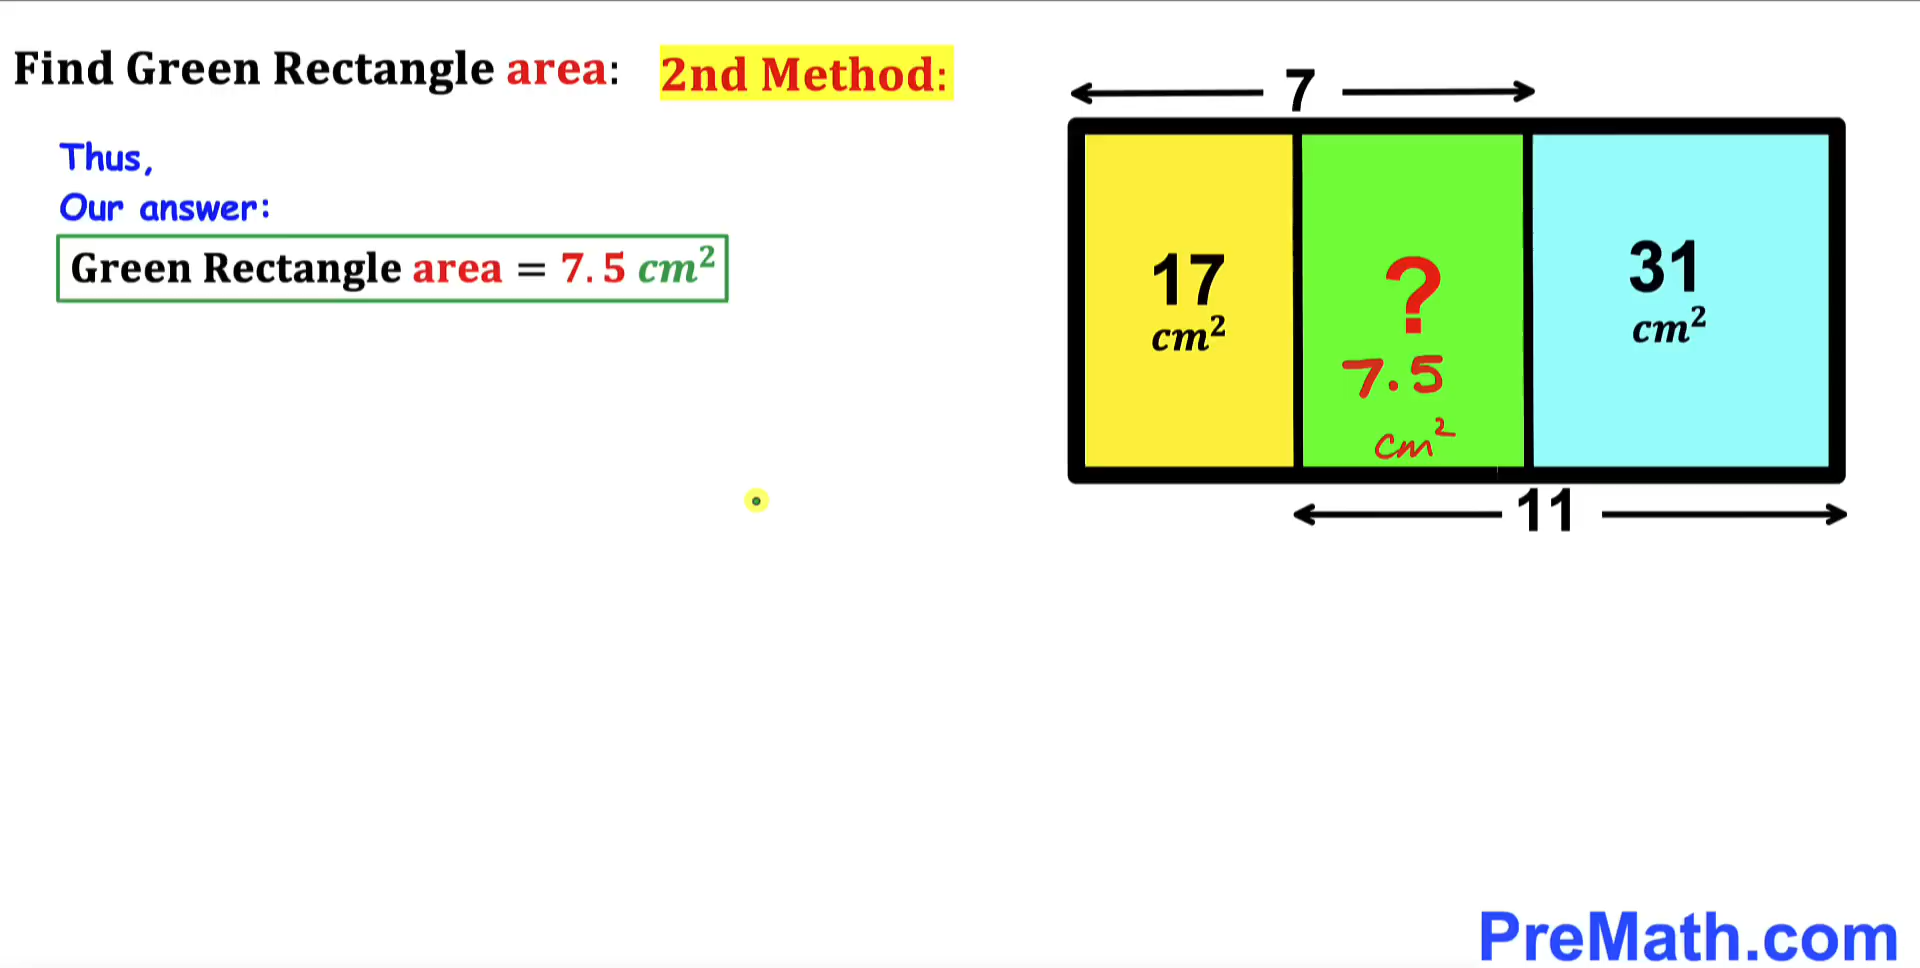 Find Green Rectangle area: 2nd Method:
Thus,
Our answer:
Green Rectangle area = 7.5 cm²
7
17
cm²
?
7.5
cm²
31
cm²
11
PreMath.com